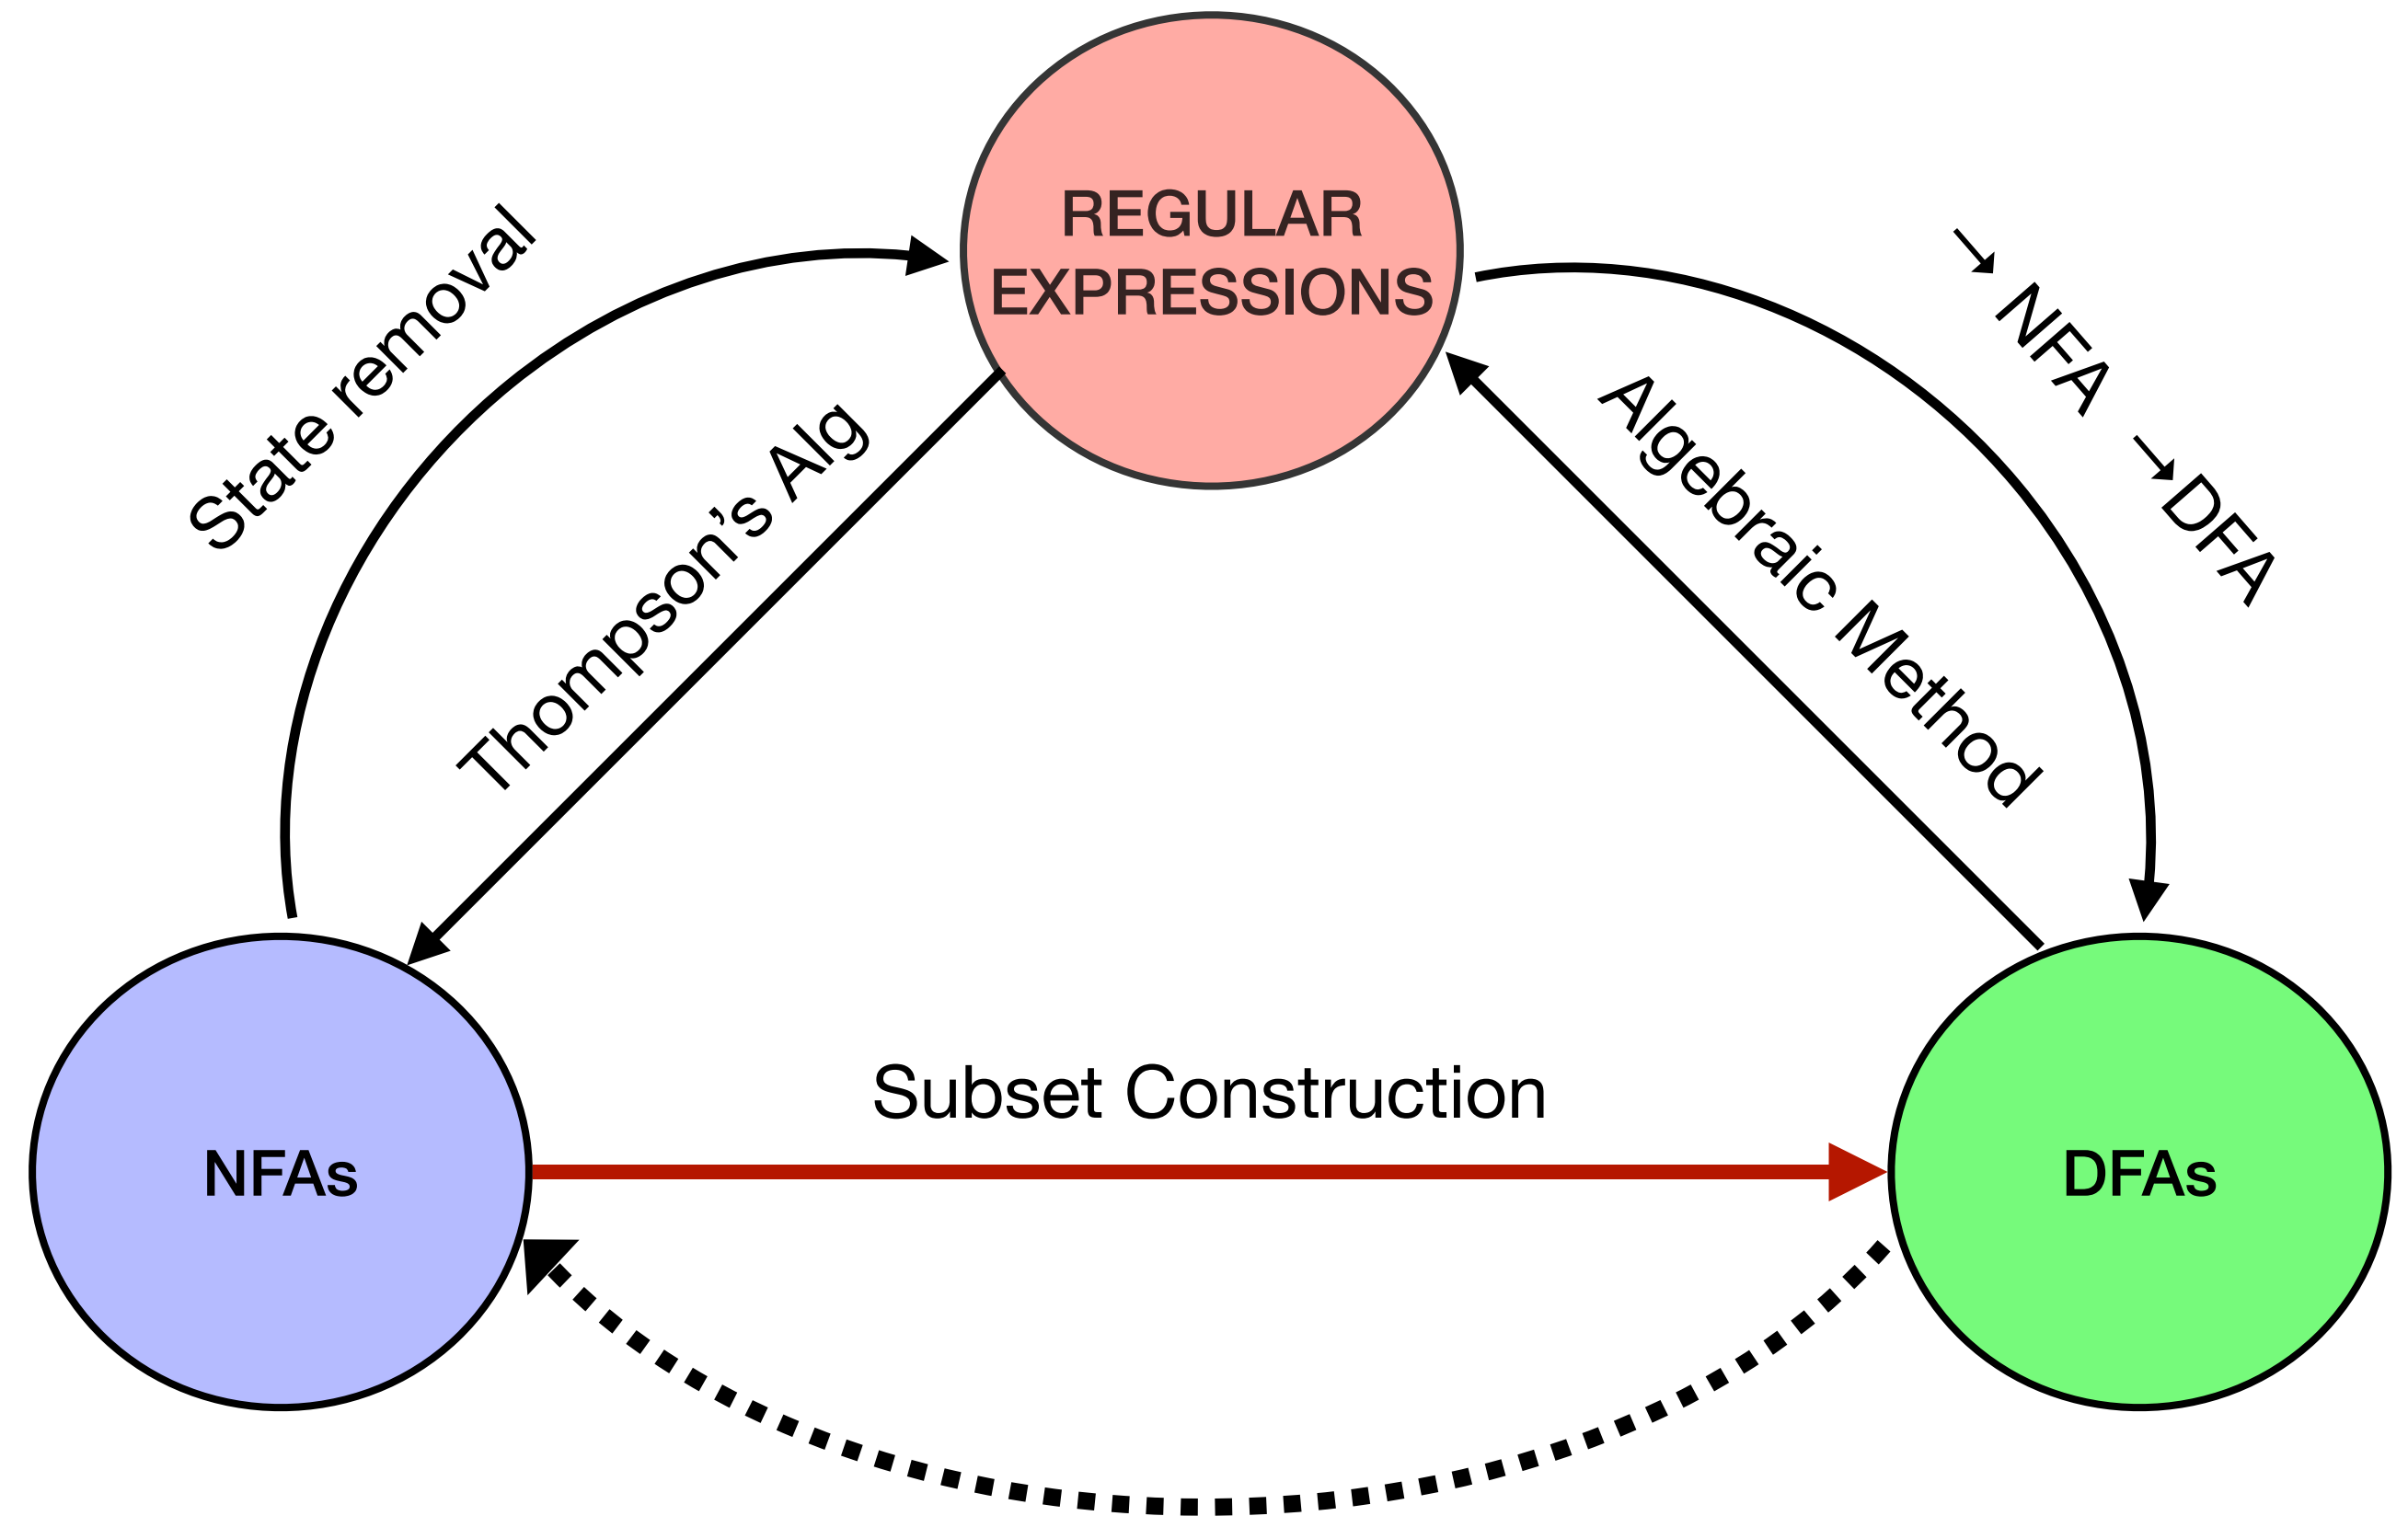 REGULAR
EXPRESSIONS
State removal
Thompson's Alg
Algebraic Method
→ NFA → DFA
Subset Construction
NFAs
DFAs